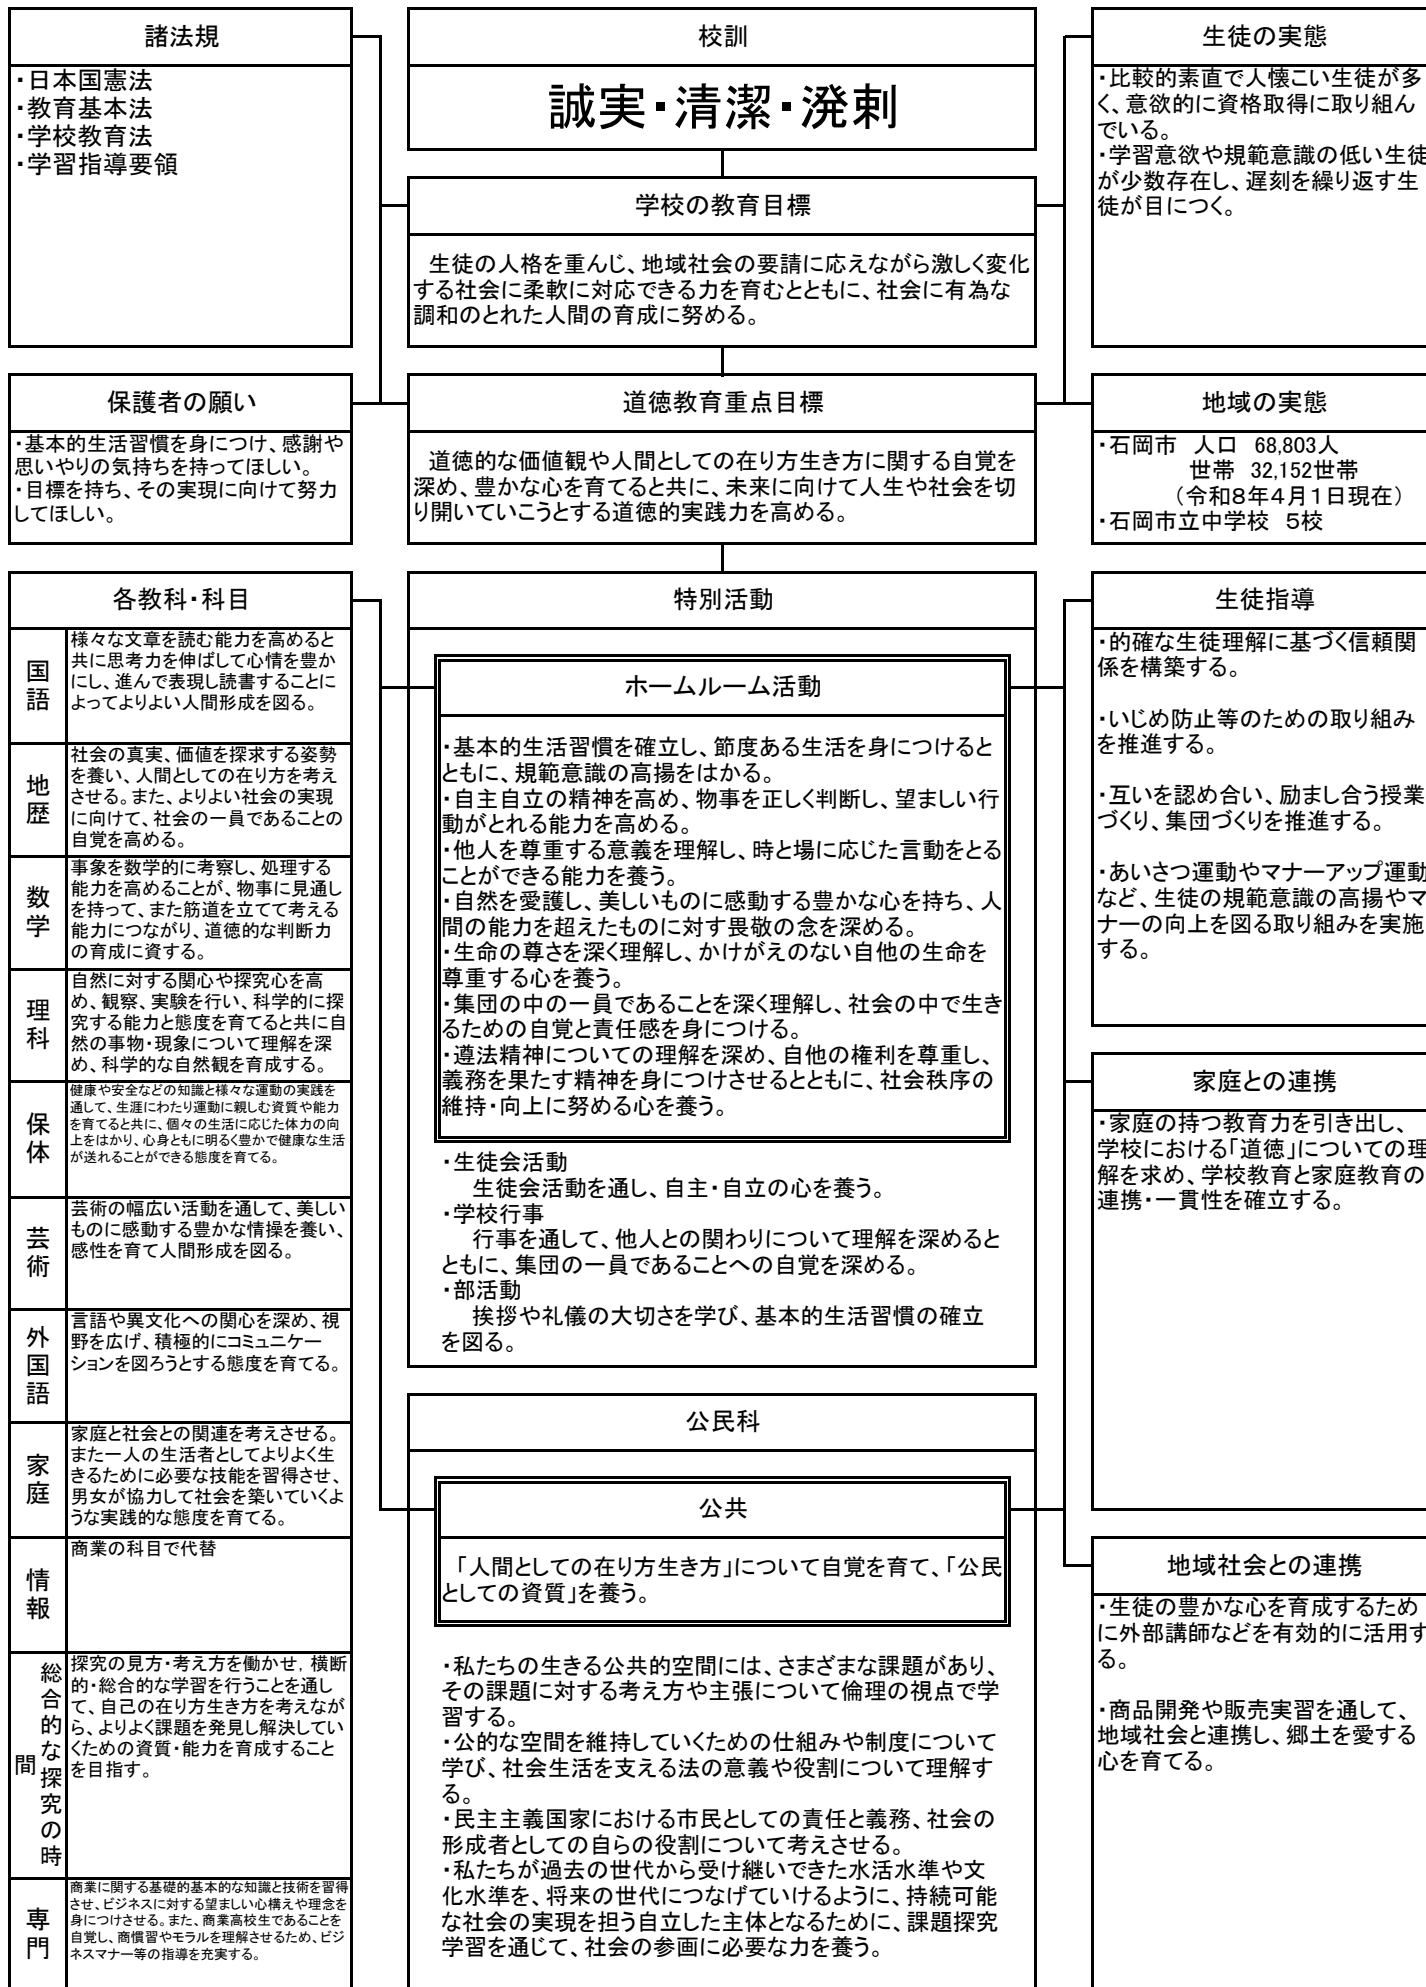 諸法規
・日本国憲法
・教育基本法
・学校教育法
・学習指導要領
校訓
誠実・清潔・溌剌
生徒の実態
・比較的素直で人懐こい生徒が多
く、意欲的に資格取得に取り組ん
でいる。
・学習意欲や規範意識の低い生徒
が少数存在し、遅刻を繰り返す生
徒が目につく。
学校の教育目標
生徒の人格を重んじ、地域社会の要請に応えながら激しく変化
する社会に柔軟に対応できる力を育むとともに、社会に有為な
調和のとれた人間の育成に努める。
保護者の願い
・基本的生活習慣を身につけ、感謝や
思いやりの気持ちを持ってほしい。
・目標を持ち、その実現に向けて努力
してほしい。
道徳教育重点目標
道徳的な価値観や人間としての在り方生き方に関する自覚を
深め、豊かな心を育てると共に、未来に向けて人生や社会を切
り開いていこうとする道徳的実践力を高める。
地域の実態
・石岡市 人口 68,803人
世帯 32,152世帯
(令和8年4月1日現在)
・石岡市立中学校 5校
各教科・科目
国語
様々な文章を読む能力を高めると
共に思考力を伸ばして心情を豊か
にし、進んで表現し読書することに
よってよりよい人間形成を図る。
地歴
社会の真実、価値を探求する姿勢
を養い、人間としての在り方を考え
させる。また、よりよい社会の実現
に向けて、社会の一員であることの
自覚を高める。
数学
事象を数学的に考察し、処理する
能力を高めることが、物事に見通し
を持って、また筋道を立てて考える
能力につながり、道徳的な判断力
の育成に資する。
理科
自然に対する関心や探究心を高
め、観察、実験を行い、科学的に探
究する能力と態度を育てると共に自
然の事物・現象について理解を深
め、科学的な自然観を育成する。
保体
健康や安全などの知識と様々な運動の実践を
通して、生涯にわたり運動に親しむ資質や能力
を育てると共に、個々の生活に応じた体力の向
上をはかり、心身ともに明るく豊かで健康な生活
が送れることができる態度を育てる。
芸術
芸術の幅広い活動を通して、美しい
ものに感動する豊かな情操を養い、
感性を育て人間形成を図る。
外国語
言語や異文化への関心を深め、視
野を広げ、積極的にコミュニケー
ションを図ろうとする態度を育てる。
家庭
家庭と社会との関連を考えさせる。
また一人の生活者としてよりよく生
きるために必要な技能を習得させ、
男女が協力して社会を築いていくよ
うな実践的な態度を育てる。
情報
商業の科目で代替
総合的な探究の時間
探究の見方・考え方を働かせ,横断
的・総合的な学習を行うことを通し
て、自己の在り方生き方を考えなが
ら、よりよく課題を発見し解決してい
くための資質・能力を育成すること
を目指す。
専門
商業に関する基礎的基本的な知識と技術を習得
させ、ビジネスに対する望ましい心構えや理念を
身につけさせる。また、商業高校生であることを
自覚し、商慣習やモラルを理解させるため、ビジ
ネスマナー等の指導を充実する。
特別活動
ホームルーム活動
・基本的生活習慣を確立し、節度ある生活を身につけると
ともに、規範意識の高揚をはかる。
・自主自立の精神を高め、物事を正しく判断し、望ましい行
動がとれる能力を高める。
・他人を尊重する意義を理解し、時と場に応じた言動をとる
ことができる能力を養う。
・自然を愛護し、美しいものに感動する豊かな心を持ち、人
間の能力を超えたものに対す畏敬の念を深める。
・生命の尊さを深く理解し、かけがえのない自他の生命を
尊重する心を養う。
・集団の中の一員であることを深く理解し、社会の中で生き
るための自覚と責任感を身につける。
・遵法精神についての理解を深め、自他の権利を尊重し、
義務を果たす精神を身につけさせるとともに、社会秩序の
維持・向上に努める心を養う。
・生徒会活動
生徒会活動を通し、自主・自立の心を養う。
・学校行事
行事を通して、他人との関わりについて理解を深めると
ともに、集団の一員であることへの自覚を深める。
・部活動
挨拶や礼儀の大切さを学び、基本的生活習慣の確立
を図る。
公民科
公共
「人間としての在り方生き方」について自覚を育て、「公民
としての資質」を養う。
・私たちの生きる公共的空間には、さまざまな課題があり、
その課題に対する考え方や主張について倫理の視点で学
習する。
・公的な空間を維持していくための仕組みや制度について
学び、社会生活を支える法の意義や役割について理解す
る。
・民主主義国家における市民としての責任と義務、社会の
形成者としての自らの役割について考えさせる。
・私たちが過去の世代から受け継いできた水活水準や文
化水準を、将来の世代につなげていけるように、持続可能
な社会の実現を担う自立した主体となるために、課題探究
学習を通じて、社会の参画に必要な力を養う。
生徒指導
・的確な生徒理解に基づく信頼関
係を構築する。
・いじめ防止等のための取り組み
を推進する。
・互いを認め合い、励まし合う授業
づくり、集団づくりを推進する。
・あいさつ運動やマナーアップ運動
など、生徒の規範意識の高揚やマ
ナーの向上を図る取り組みを実施
する。
家庭との連携
・家庭の持つ教育力を引き出し、
学校における「道徳」についての理
解を求め、学校教育と家庭教育の
連携・一貫性を確立する。
地域社会との連携
・生徒の豊かな心を育成するため
に外部講師などを有効的に活用す
る。
・商品開発や販売実習を通して、
地域社会と連携し、郷土を愛する
心を育てる。